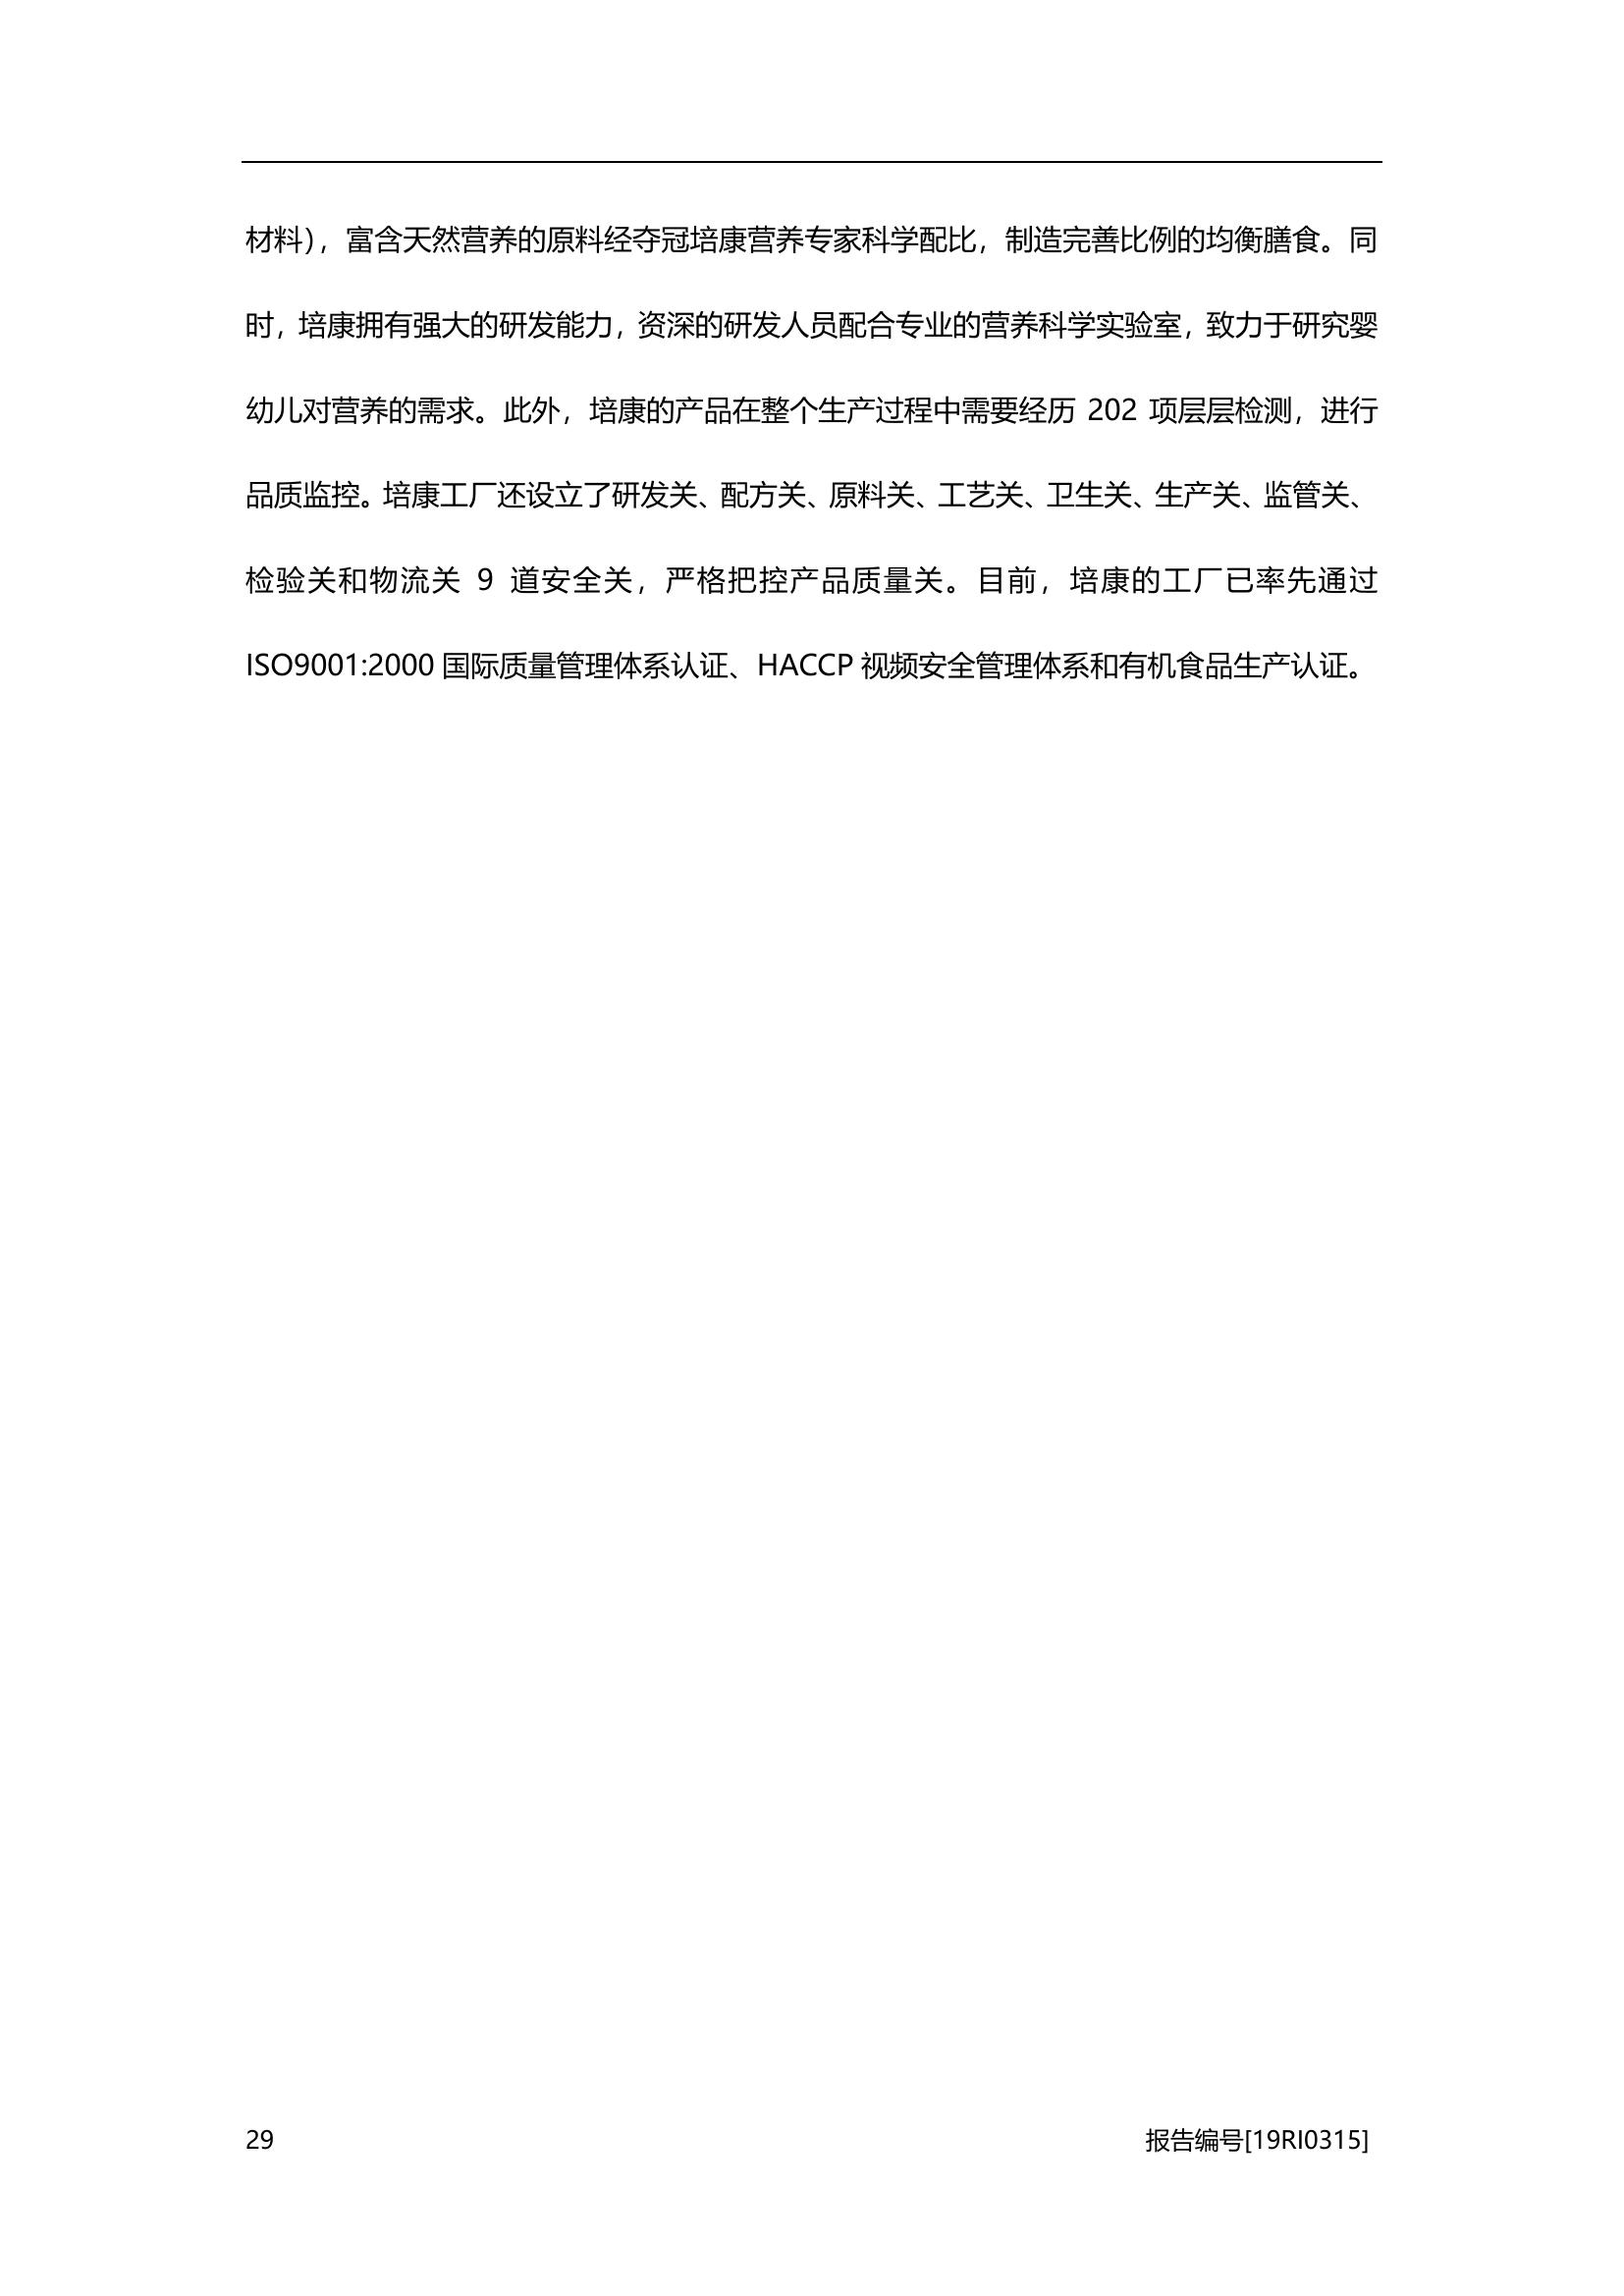 材料），富含天然营养的原料经夺冠培康营养专家科学配比，制造完善比例的均衡膳食。同
时，培康拥有强大的研发能力，资深的研发人员配合专业的营养科学实验室，致力于研究婴
幼儿对营养的需求。此外，培康的产品在整个生产过程中需要经历 202 项层层检测，进行
品质监控。培康工厂还设立了研发关、配方关、原料关、工艺关、卫生关、生产关、监管关、
检验关和物流关 9 道安全关，严格把控产品质量关。目前，培康的工厂已率先通过
ISO9001:2000 国际质量管理体系认证、HACCP 视频安全管理体系和有机食品生产认证。
29 报告编号[19RI0315]